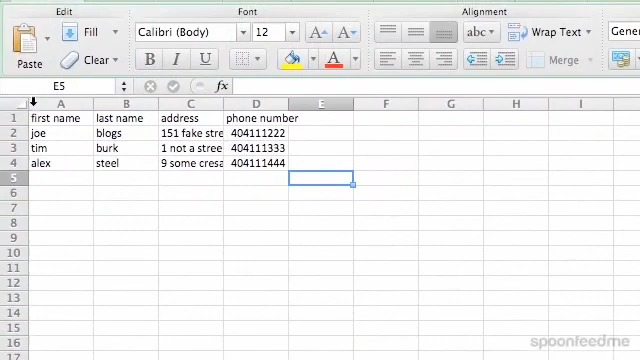 Edit Font Alignment
Fill Calibri (Body) 12 A A abc Wrap Text Gener
Paste Clear B I U A Merge
E5 fx
A B C D E F G H I
1 first name last name address phone number
2 joe blogs 151 fake stre 404111222
3 tim burk 1 not a stree 404111333
4 alex steel 9 some cresa 404111444
5
6
7
8
9
10
11
12
13
14
15
16
17
spoonfeedme